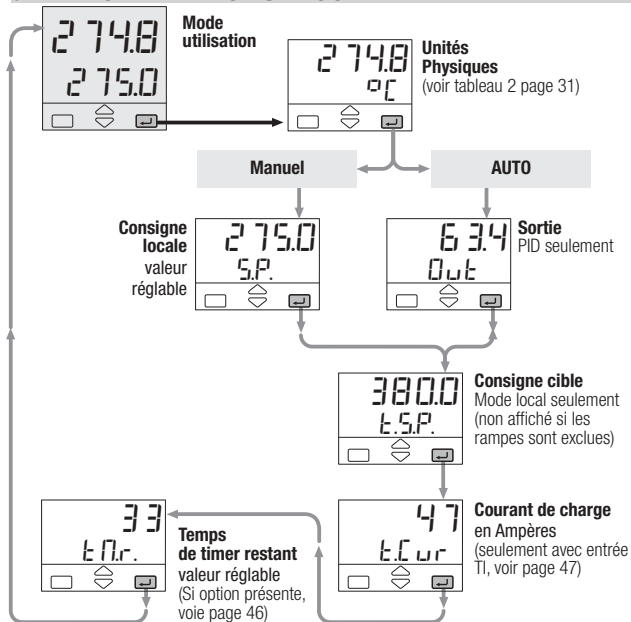 274.8
275.0
Mode
utilisation
274.8
°C
Unités
Physiques
(voir tableau 2 page 31)
Manuel
AUTO
Consigne
locale
valeur
réglable
275.0
S.P.
63.4
Out
Sortie
PID seulement
380.0
t.S.P.
Consigne cible
Mode local seulement
(non affiché si les
rampes sont exclues)
33
t.M.r.
Temps
de timer restant
valeur réglable
(Si option présente,
voie page 46)
47
t.Cur
Courant de charge
en Ampères
(seulement avec entrée
TI, voir page 47)